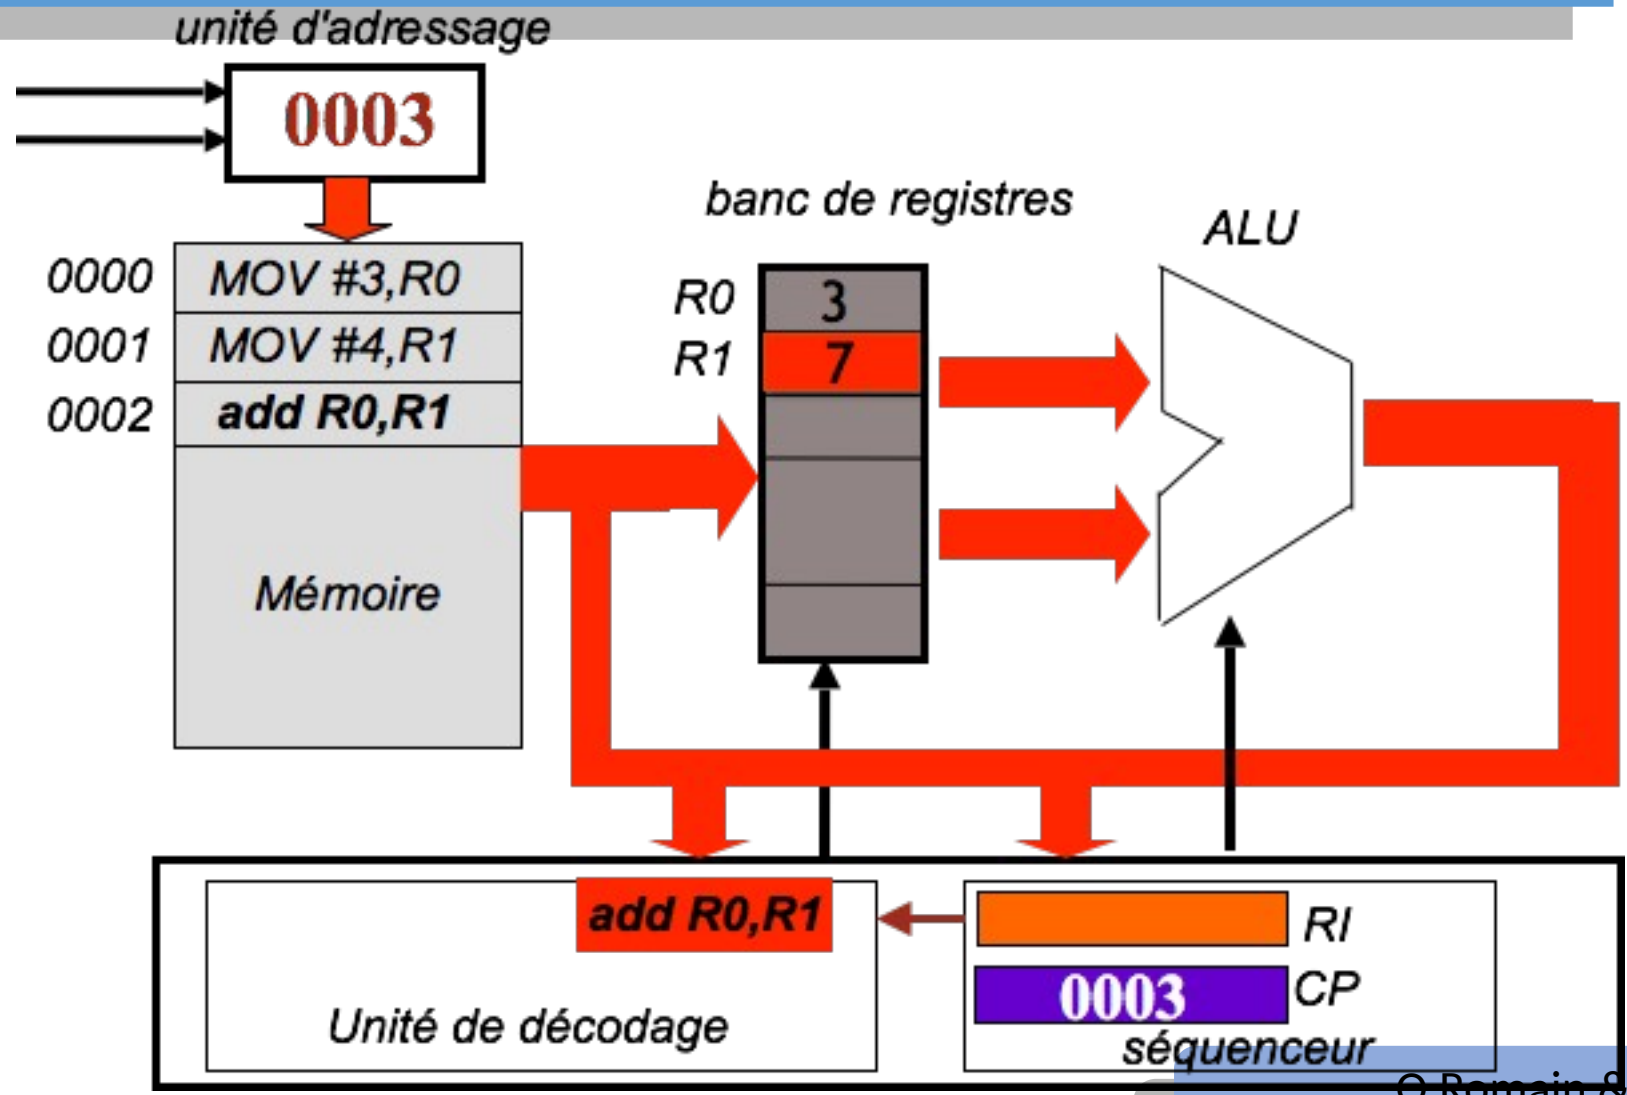 unité d'adressage
0003
banc de registres
ALU
0000 MOV #3,R0
0001 MOV #4,R1
0002 add R0,R1
R0 3
R1 7
Mémoire
add R0,R1
RI
0003 CP
Unité de décodage
séquenceur
O Romain &